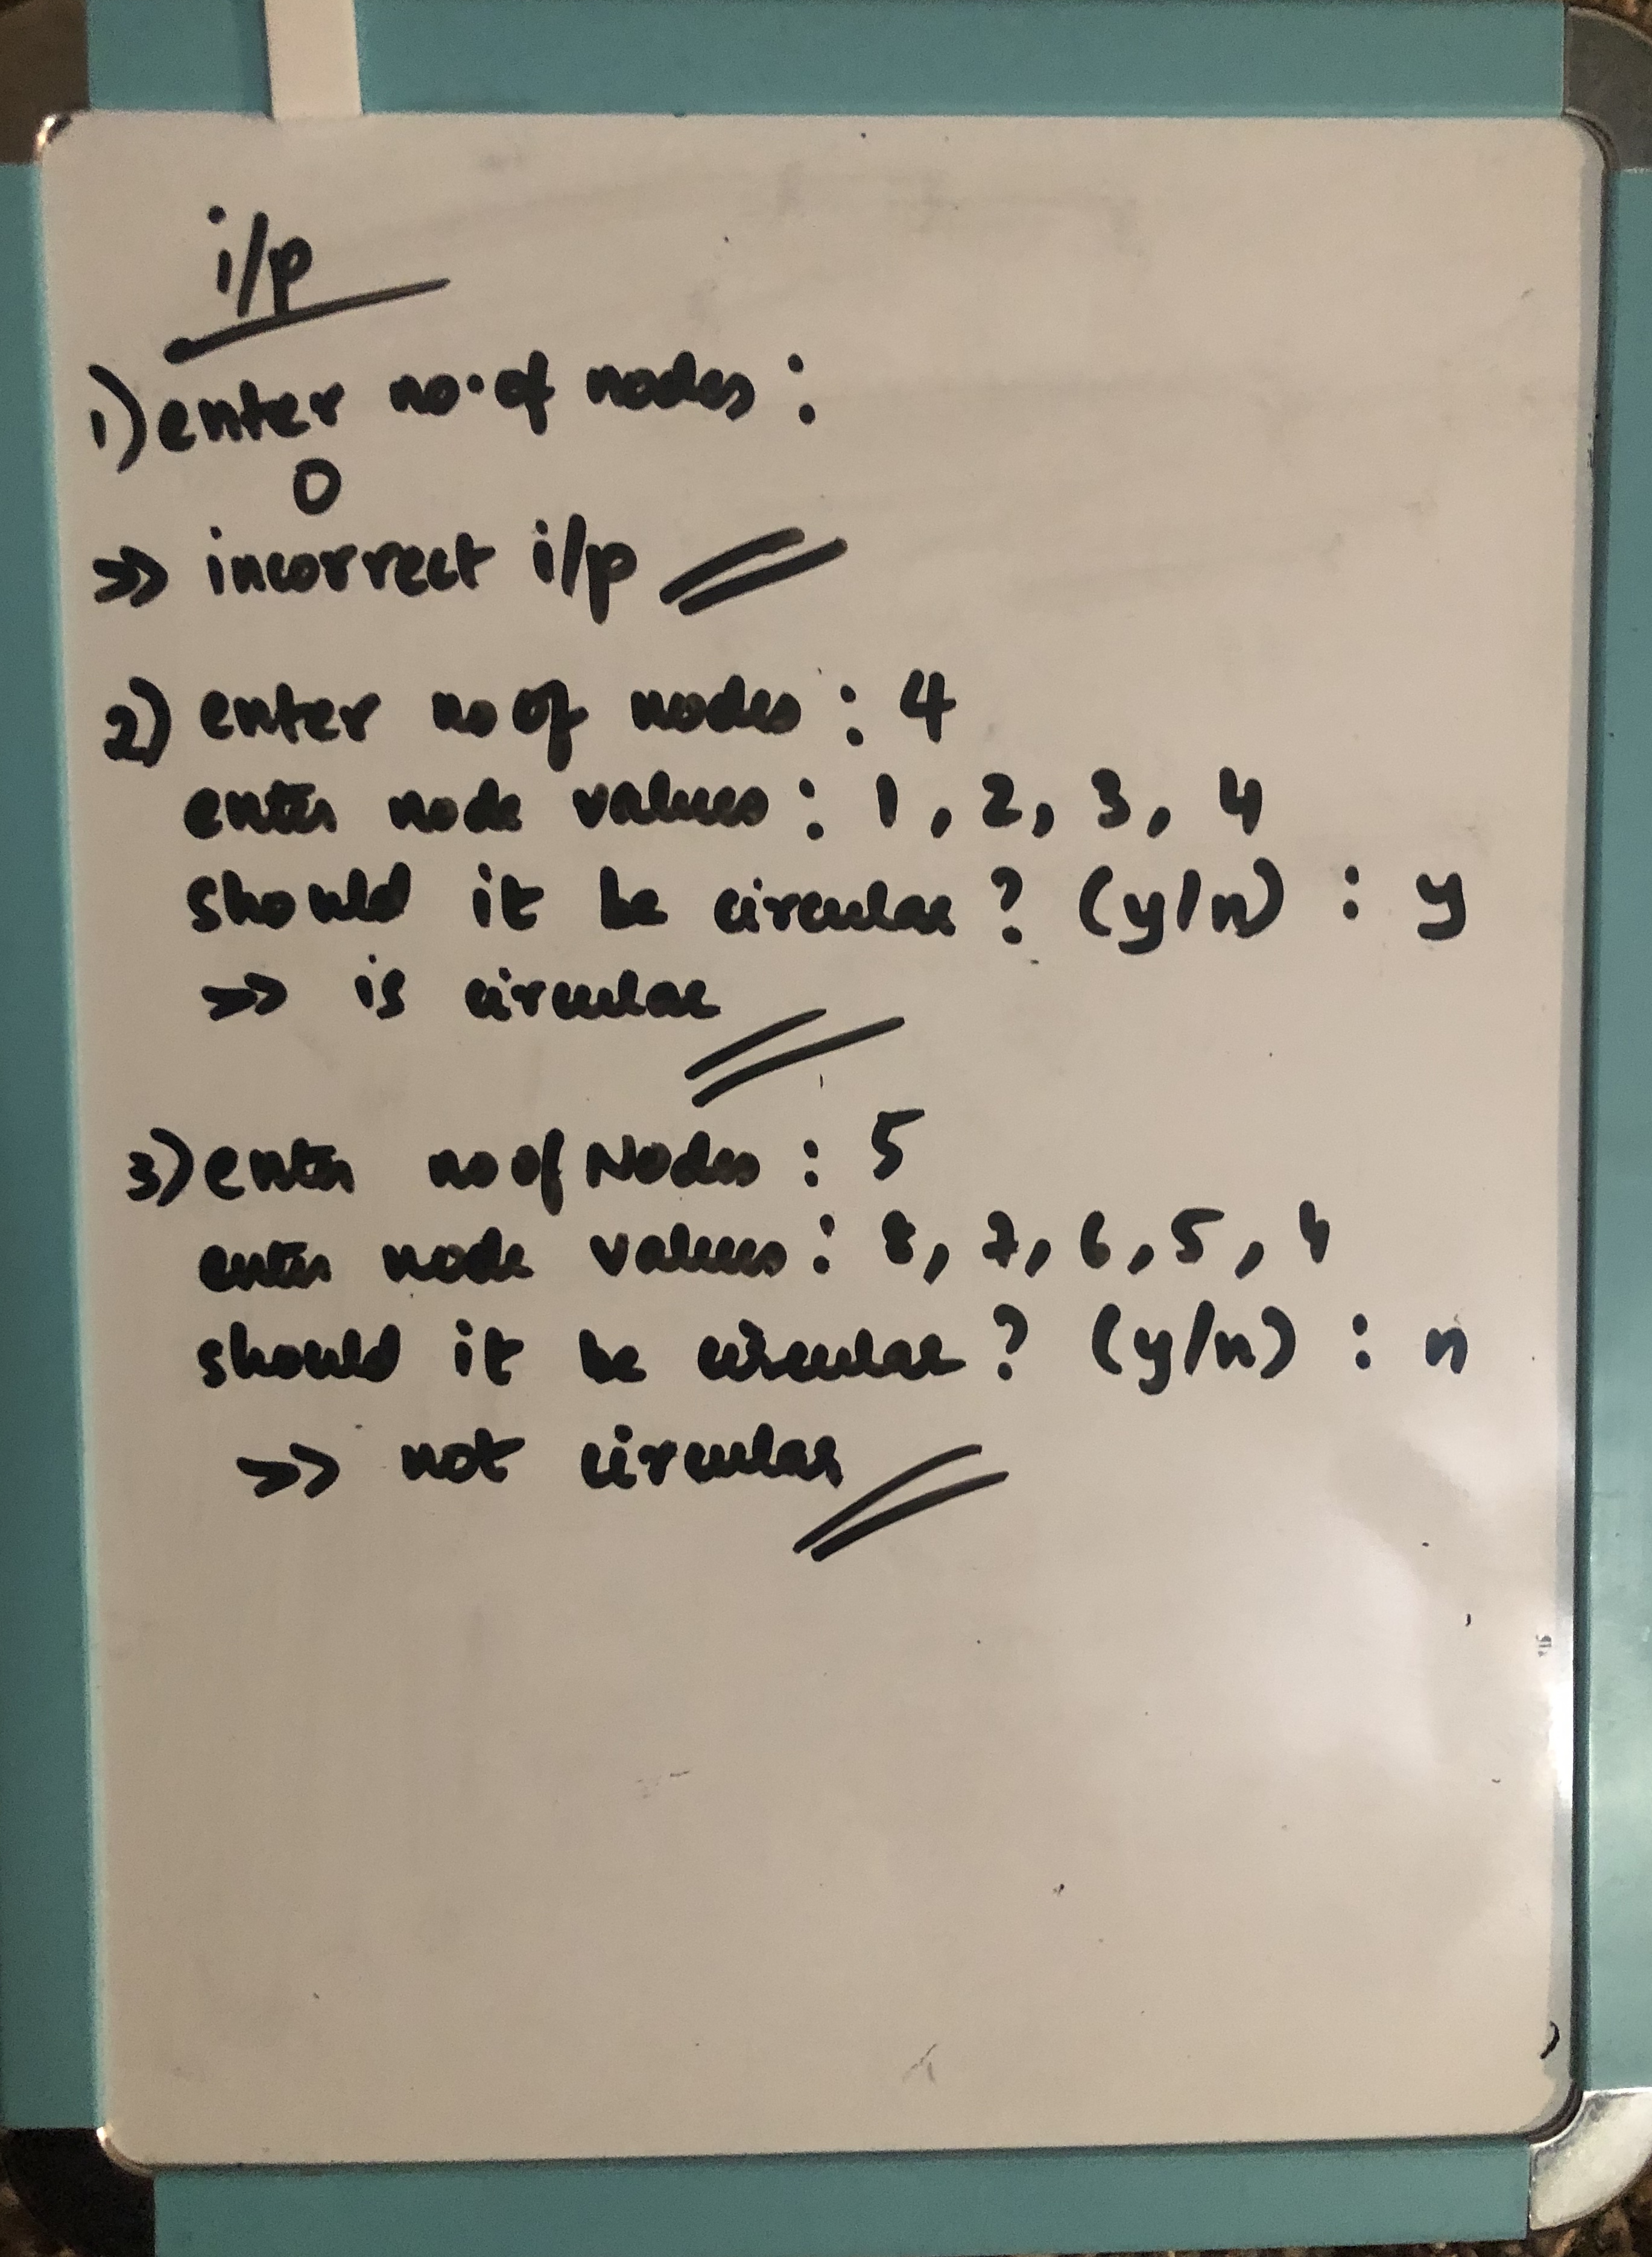 i/p
1) enter no. of nodes :
0
>> incorrect i/p
2) enter no of nodes : 4
enter node values : 1, 2, 3, 4
should it be circular? (y/n) : y
>> is circular
3) enter no of Nodes : 5
enter node values : 8, 7, 6, 5, 4
should it be circular? (y/n) : n
>> not circular